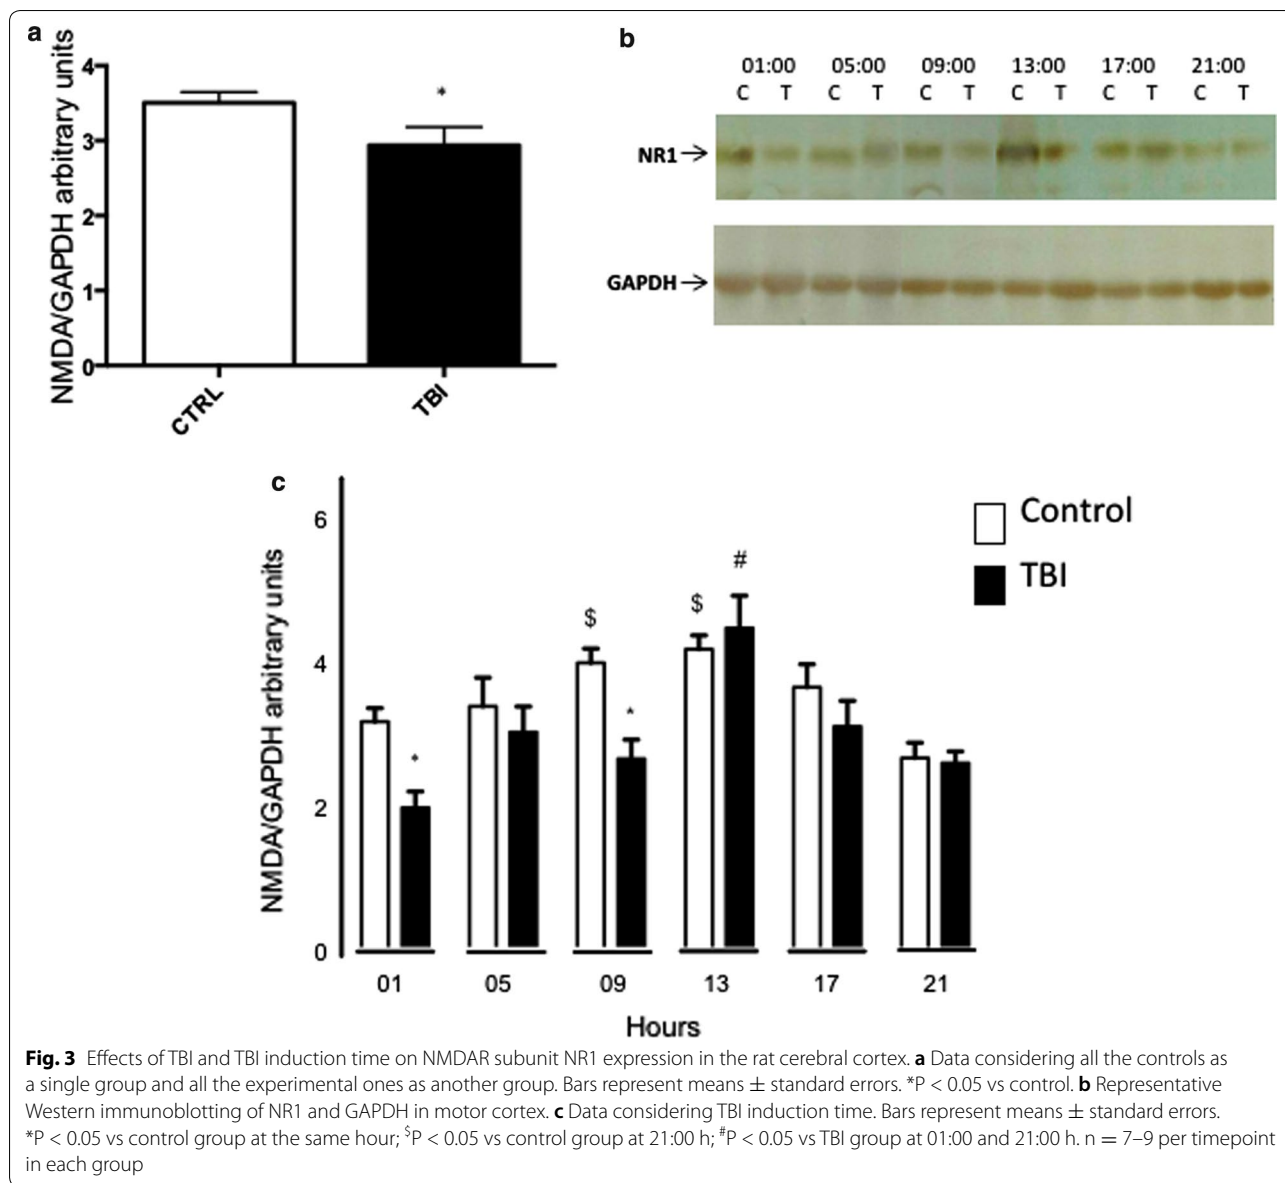 a
NMDA/GAPDH arbitrary units
4
3
2
1
0
*
CTRL
TBI
b
01:00 05:00 09:00 13:00 17:00 21:00
C T C T C T C T C T C T
NR1→
GAPDH→
c
NMDA/GAPDH arbitrary units
6
4
2
0
*
$
*
$
#
01 05 09 13 17 21
Hours
Control
TBI
Fig. 3 Effects of TBI and TBI induction time on NMDAR subunit NR1 expression in the rat cerebral cortex. a Data considering all the controls as
a single group and all the experimental ones as another group. Bars represent means ± standard errors. *P < 0.05 vs control. b Representative
Western immunoblotting of NR1 and GAPDH in motor cortex. c Data considering TBI induction time. Bars represent means ± standard errors.
*P < 0.05 vs control group at the same hour; $P < 0.05 vs control group at 21:00 h; #P < 0.05 vs TBI group at 01:00 and 21:00 h. n = 7–9 per timepoint
in each group